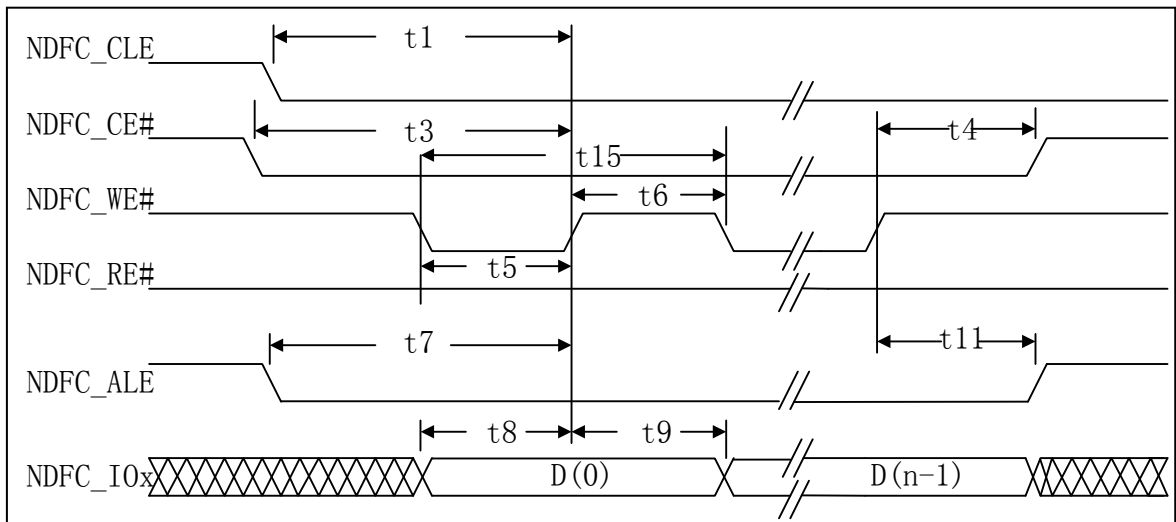 NDFC_CLE
t1
NDFC_CE#
t3
t4
t15
NDFC_WE#
t6
t5
NDFC_RE#
t7
t11
NDFC_ALE
t8
t9
NDFC_IOx
D(0)
D(n-1)